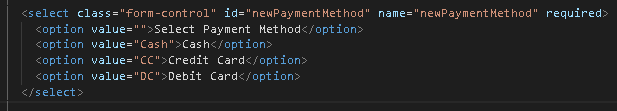 <select class="form-control" id="newPaymentMethod" name="newPaymentMethod" required>
<option value="">Select Payment Method</option>
<option value="Cash">Cash</option>
<option value="CC">Credit Card</option>
<option value="DC">Debit Card</option>
</select>